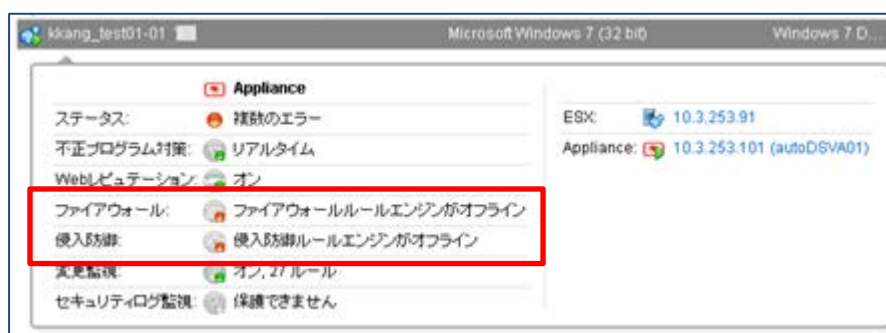 kkang_test01-01 Microsoft Windows 7 (32 bit) Windows 7 D...
Appliance
ステータス: 複数のエラー
不正プログラム対策: リアルタイム
Webレピュテーション: オン
ファイアウォール: ファイアウォールルールエンジンがオフライン
侵入防御: 侵入防御ルールエンジンがオフライン
変更監視: オン, 27 ルール
セキュリティログ監視: 保護できません
ESX: 10.3.253.91
Appliance: 10.3.253.101 (autoDSVA01)